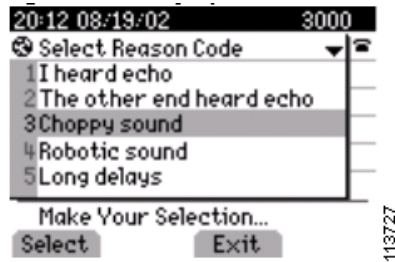 20:12 08/19/02 3000
Select Reason Code
1 I heard echo
2 The other end heard echo
3 Choppy sound
4 Robotic sound
5 Long delays
Make Your Selection...
Select Exit
113727